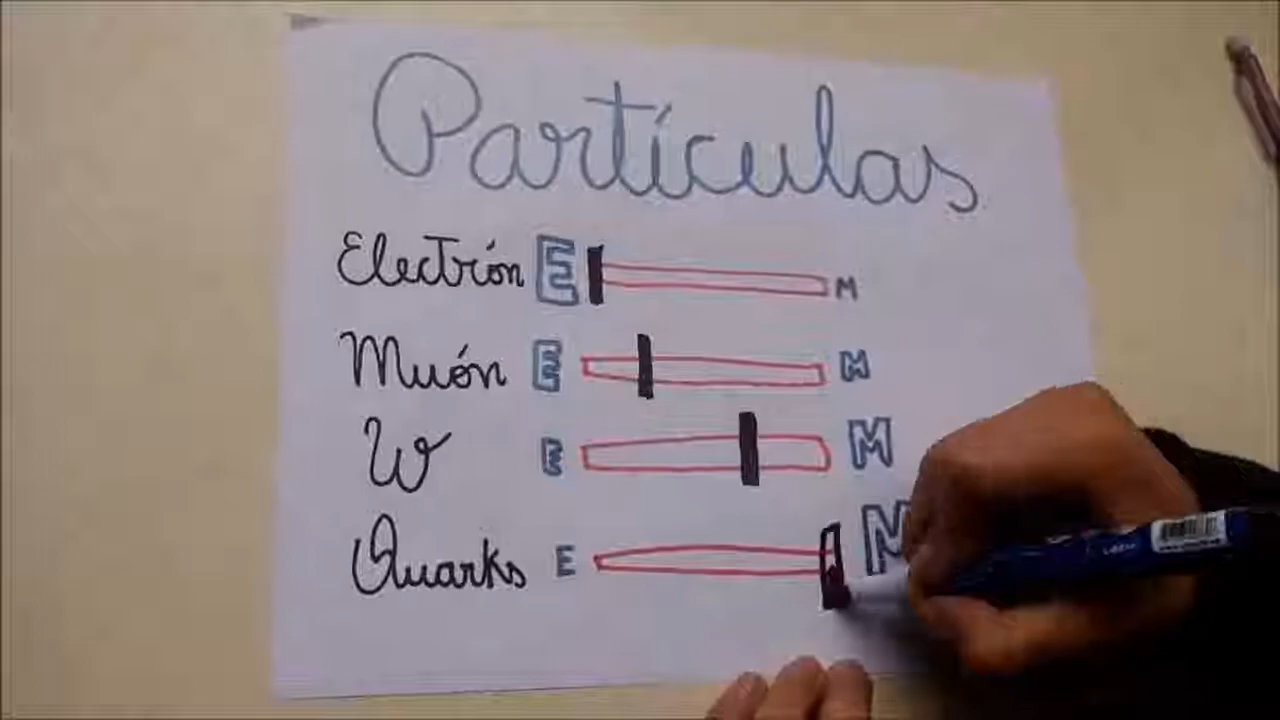 Partículas
Electrón E M
Muón E M
W E M
Quarks E M